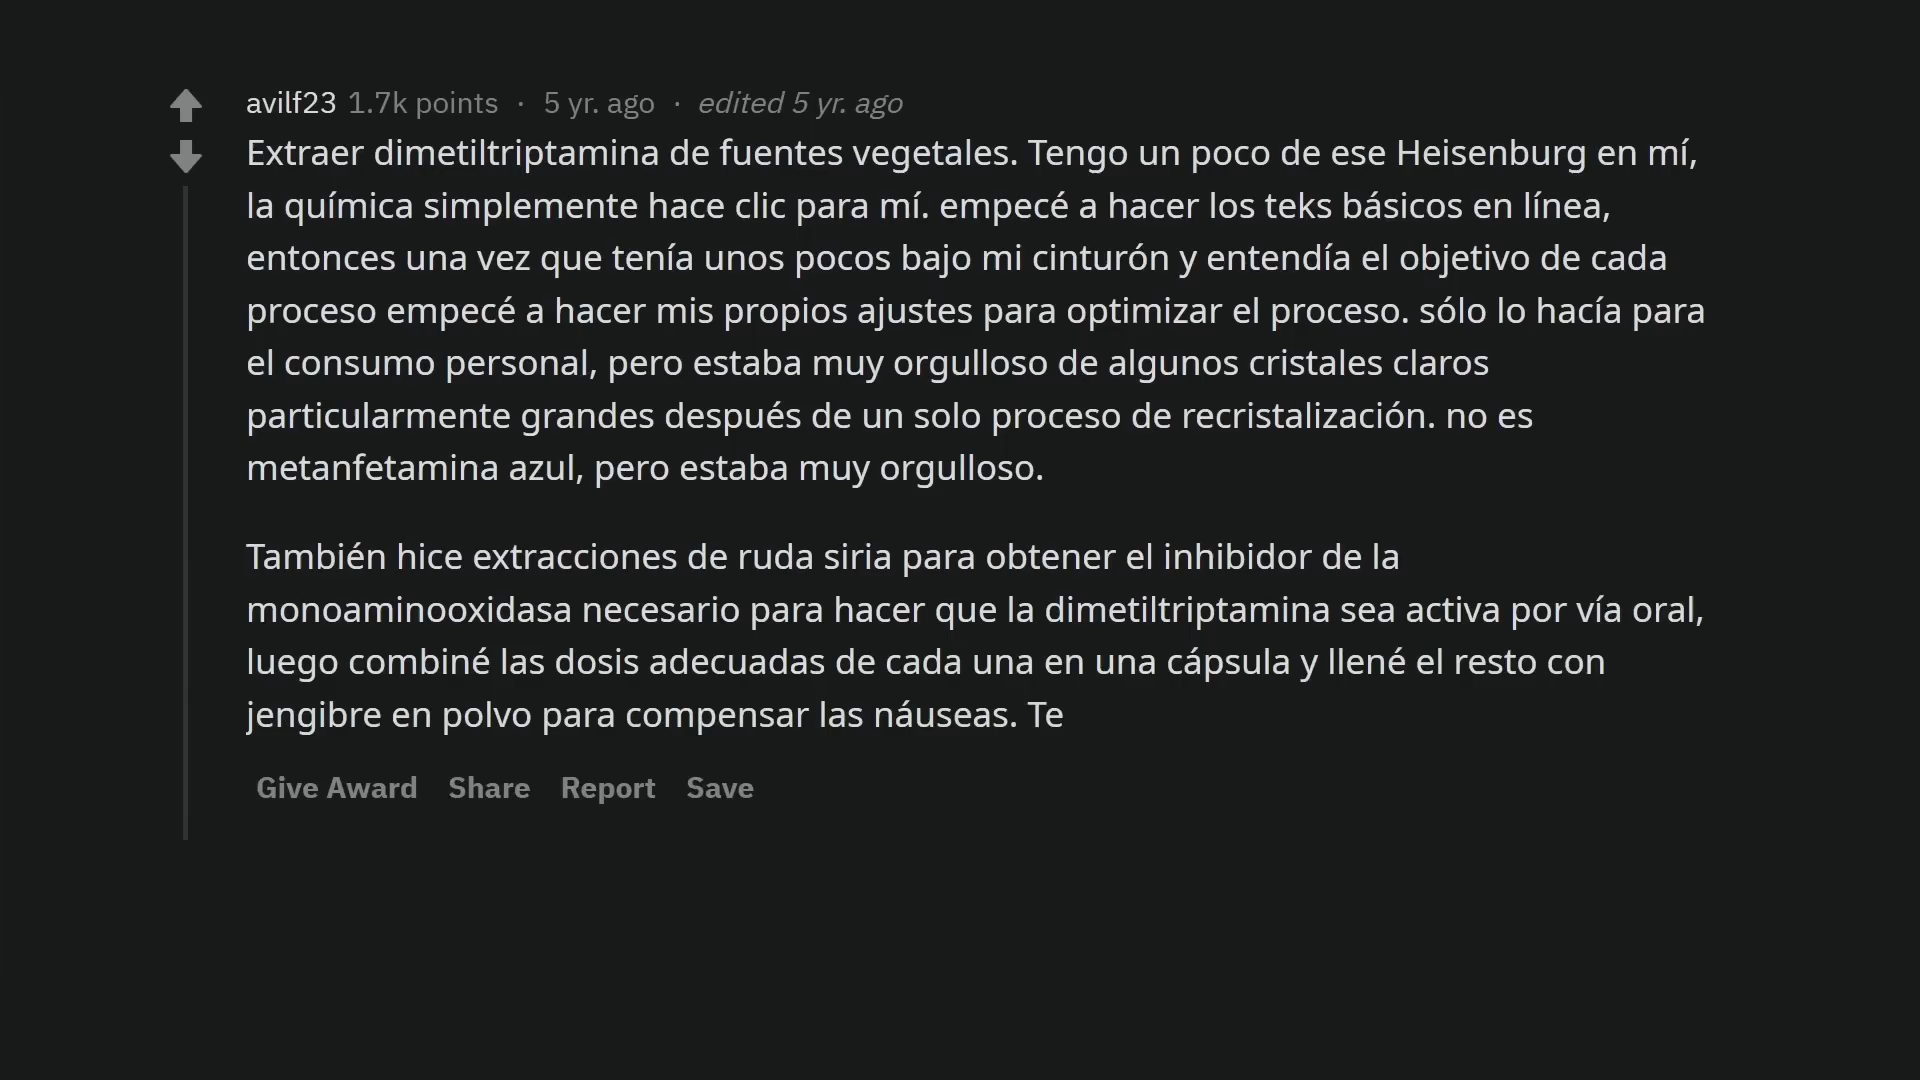 avilf23 1.7k points · 5 yr. ago · edited 5 yr. ago
Extraer dimetiltriptamina de fuentes vegetales. Tengo un poco de ese Heisenburg en mí,
la química simplemente hace clic para mí. empecé a hacer los teks básicos en línea,
entonces una vez que tenía unos pocos bajo mi cinturón y entendía el objetivo de cada
proceso empecé a hacer mis propios ajustes para optimizar el proceso. sólo lo hacía para
el consumo personal, pero estaba muy orgulloso de algunos cristales claros
particularmente grandes después de un solo proceso de recristalización. no es
metanfetamina azul, pero estaba muy orgulloso.
También hice extracciones de ruda siria para obtener el inhibidor de la
monoaminooxidasa necesario para hacer que la dimetiltriptamina sea activa por vía oral,
luego combiné las dosis adecuadas de cada una en una cápsula y llené el resto con
jengibre en polvo para compensar las náuseas. Te
Give Award Share Report Save